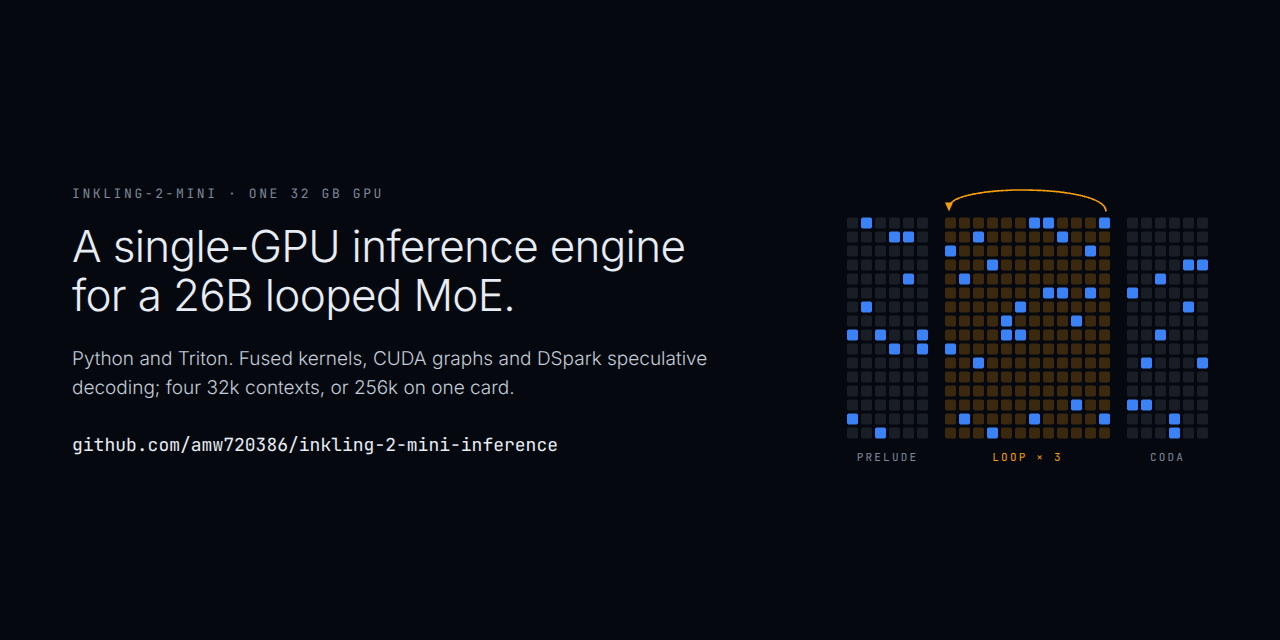 INKLING-2-MINI · ONE 32 GB GPU
A single-GPU inference engine
for a 26B looped MoE.
Python and Triton. Fused kernels, CUDA graphs and DSpark speculative
decoding; four 32k contexts, or 256k on one card.
github.com/amw720386/inkling-2-mini-inference
PRELUDE
LOOP × 3
CODA